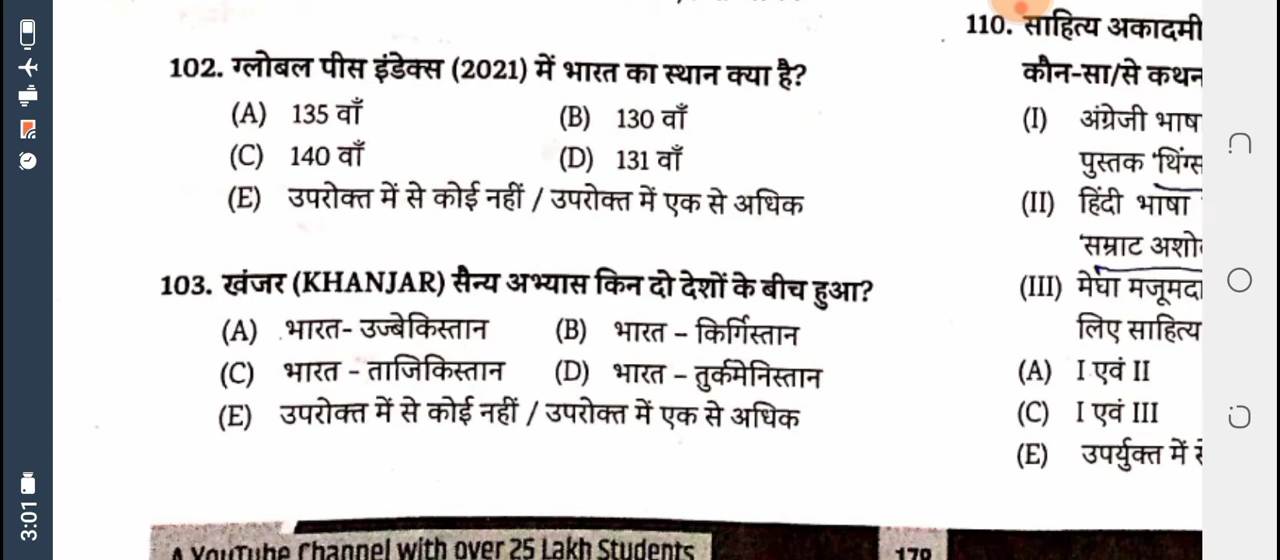 102. ग्लोबल पीस इंडेक्स (2021) में भारत का स्थान क्या है?
(A) 135 वाँ (B) 130 वाँ
(C) 140 वाँ (D) 131 वाँ
(E) उपरोक्त में से कोई नहीं / उपरोक्त में एक से अधिक
103. खंजर (KHANJAR) सैन्य अभ्यास किन दो देशों के बीच हुआ?
(A) भारत- उज्बेकिस्तान (B) भारत – किर्गिस्तान
(C) भारत - ताजिकिस्तान (D) भारत – तुर्कमेनिस्तान
(E) उपरोक्त में से कोई नहीं / उपरोक्त में एक से अधिक
110. साहित्य अकादमी
कौन-सा/से कथन
(I) अंग्रेजी भाष
पुस्तक 'थिंग्स
(II) हिंदी भाषा
'सम्राट अशो
(III) मेघा मजूमदा
लिए साहित्य
(A) I एवं II
(C) I एवं III
(E) उपर्युक्त में
A YouTube Channel with over 25 Lakh Students
179
3:01